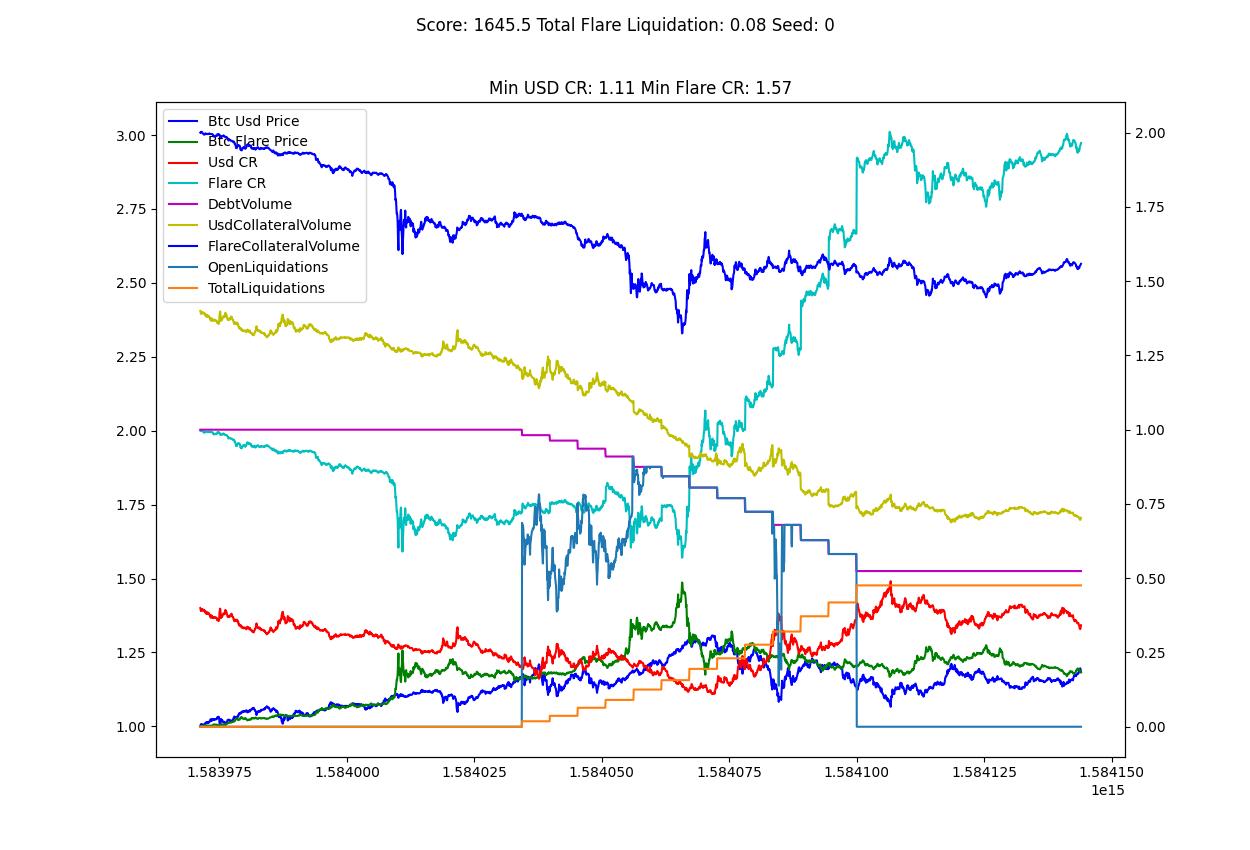 Score: 1645.5 Total Flare Liquidation: 0.08 Seed: 0
Min USD CR: 1.11 Min Flare CR: 1.57
Btc Usd Price
Btc Flare Price
Usd CR
Flare CR
DebtVolume
UsdCollateralVolume
FlareCollateralVolume
OpenLiquidations
TotalLiquidations
3.00
2.75
2.50
2.25
2.00
1.75
1.50
1.25
1.00
2.00
1.75
1.50
1.25
1.00
0.75
0.50
0.25
0.00
1.583975 1.584000 1.584025 1.584050 1.584075 1.584100 1.584125 1.584150
1e15